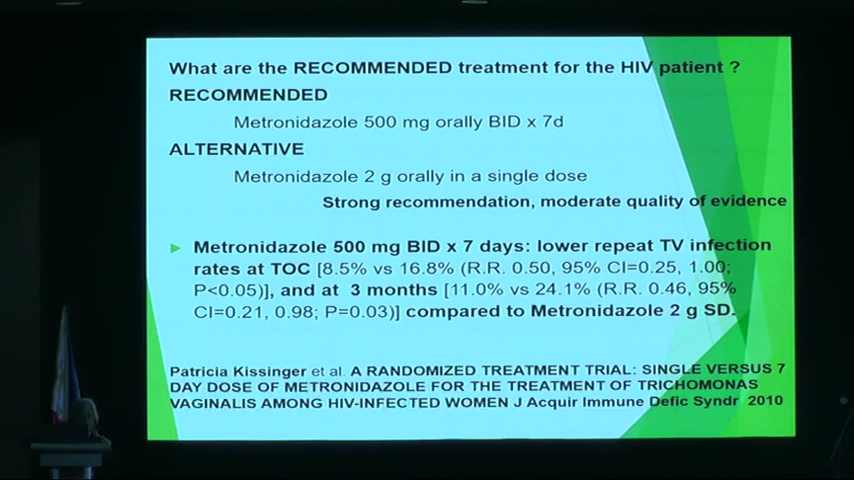 What are the RECOMMENDED treatment for the HIV patient ?
RECOMMENDED
Metronidazole 500 mg orally BID x 7d
ALTERNATIVE
Metronidazole 2 g orally in a single dose
Strong recommendation, moderate quality of evidence
Metronidazole 500 mg BID x 7 days: lower repeat TV infection
rates at TOC [8.5% vs 16.8% (R.R. 0.50, 95% CI=0.25, 1.00;
P<0.05)], and at 3 months [11.0% vs 24.1% (R.R. 0.46, 95%
CI=0.21, 0.98; P=0.03)] compared to Metronidazole 2 g SD.
Patricia Kissinger et al. A RANDOMIZED TREATMENT TRIAL: SINGLE VERSUS 7
DAY DOSE OF METRONIDAZOLE FOR THE TREATMENT OF TRICHOMONAS
VAGINALIS AMONG HIV-INFECTED WOMEN J Acquir Immune Defic Syndr 2010